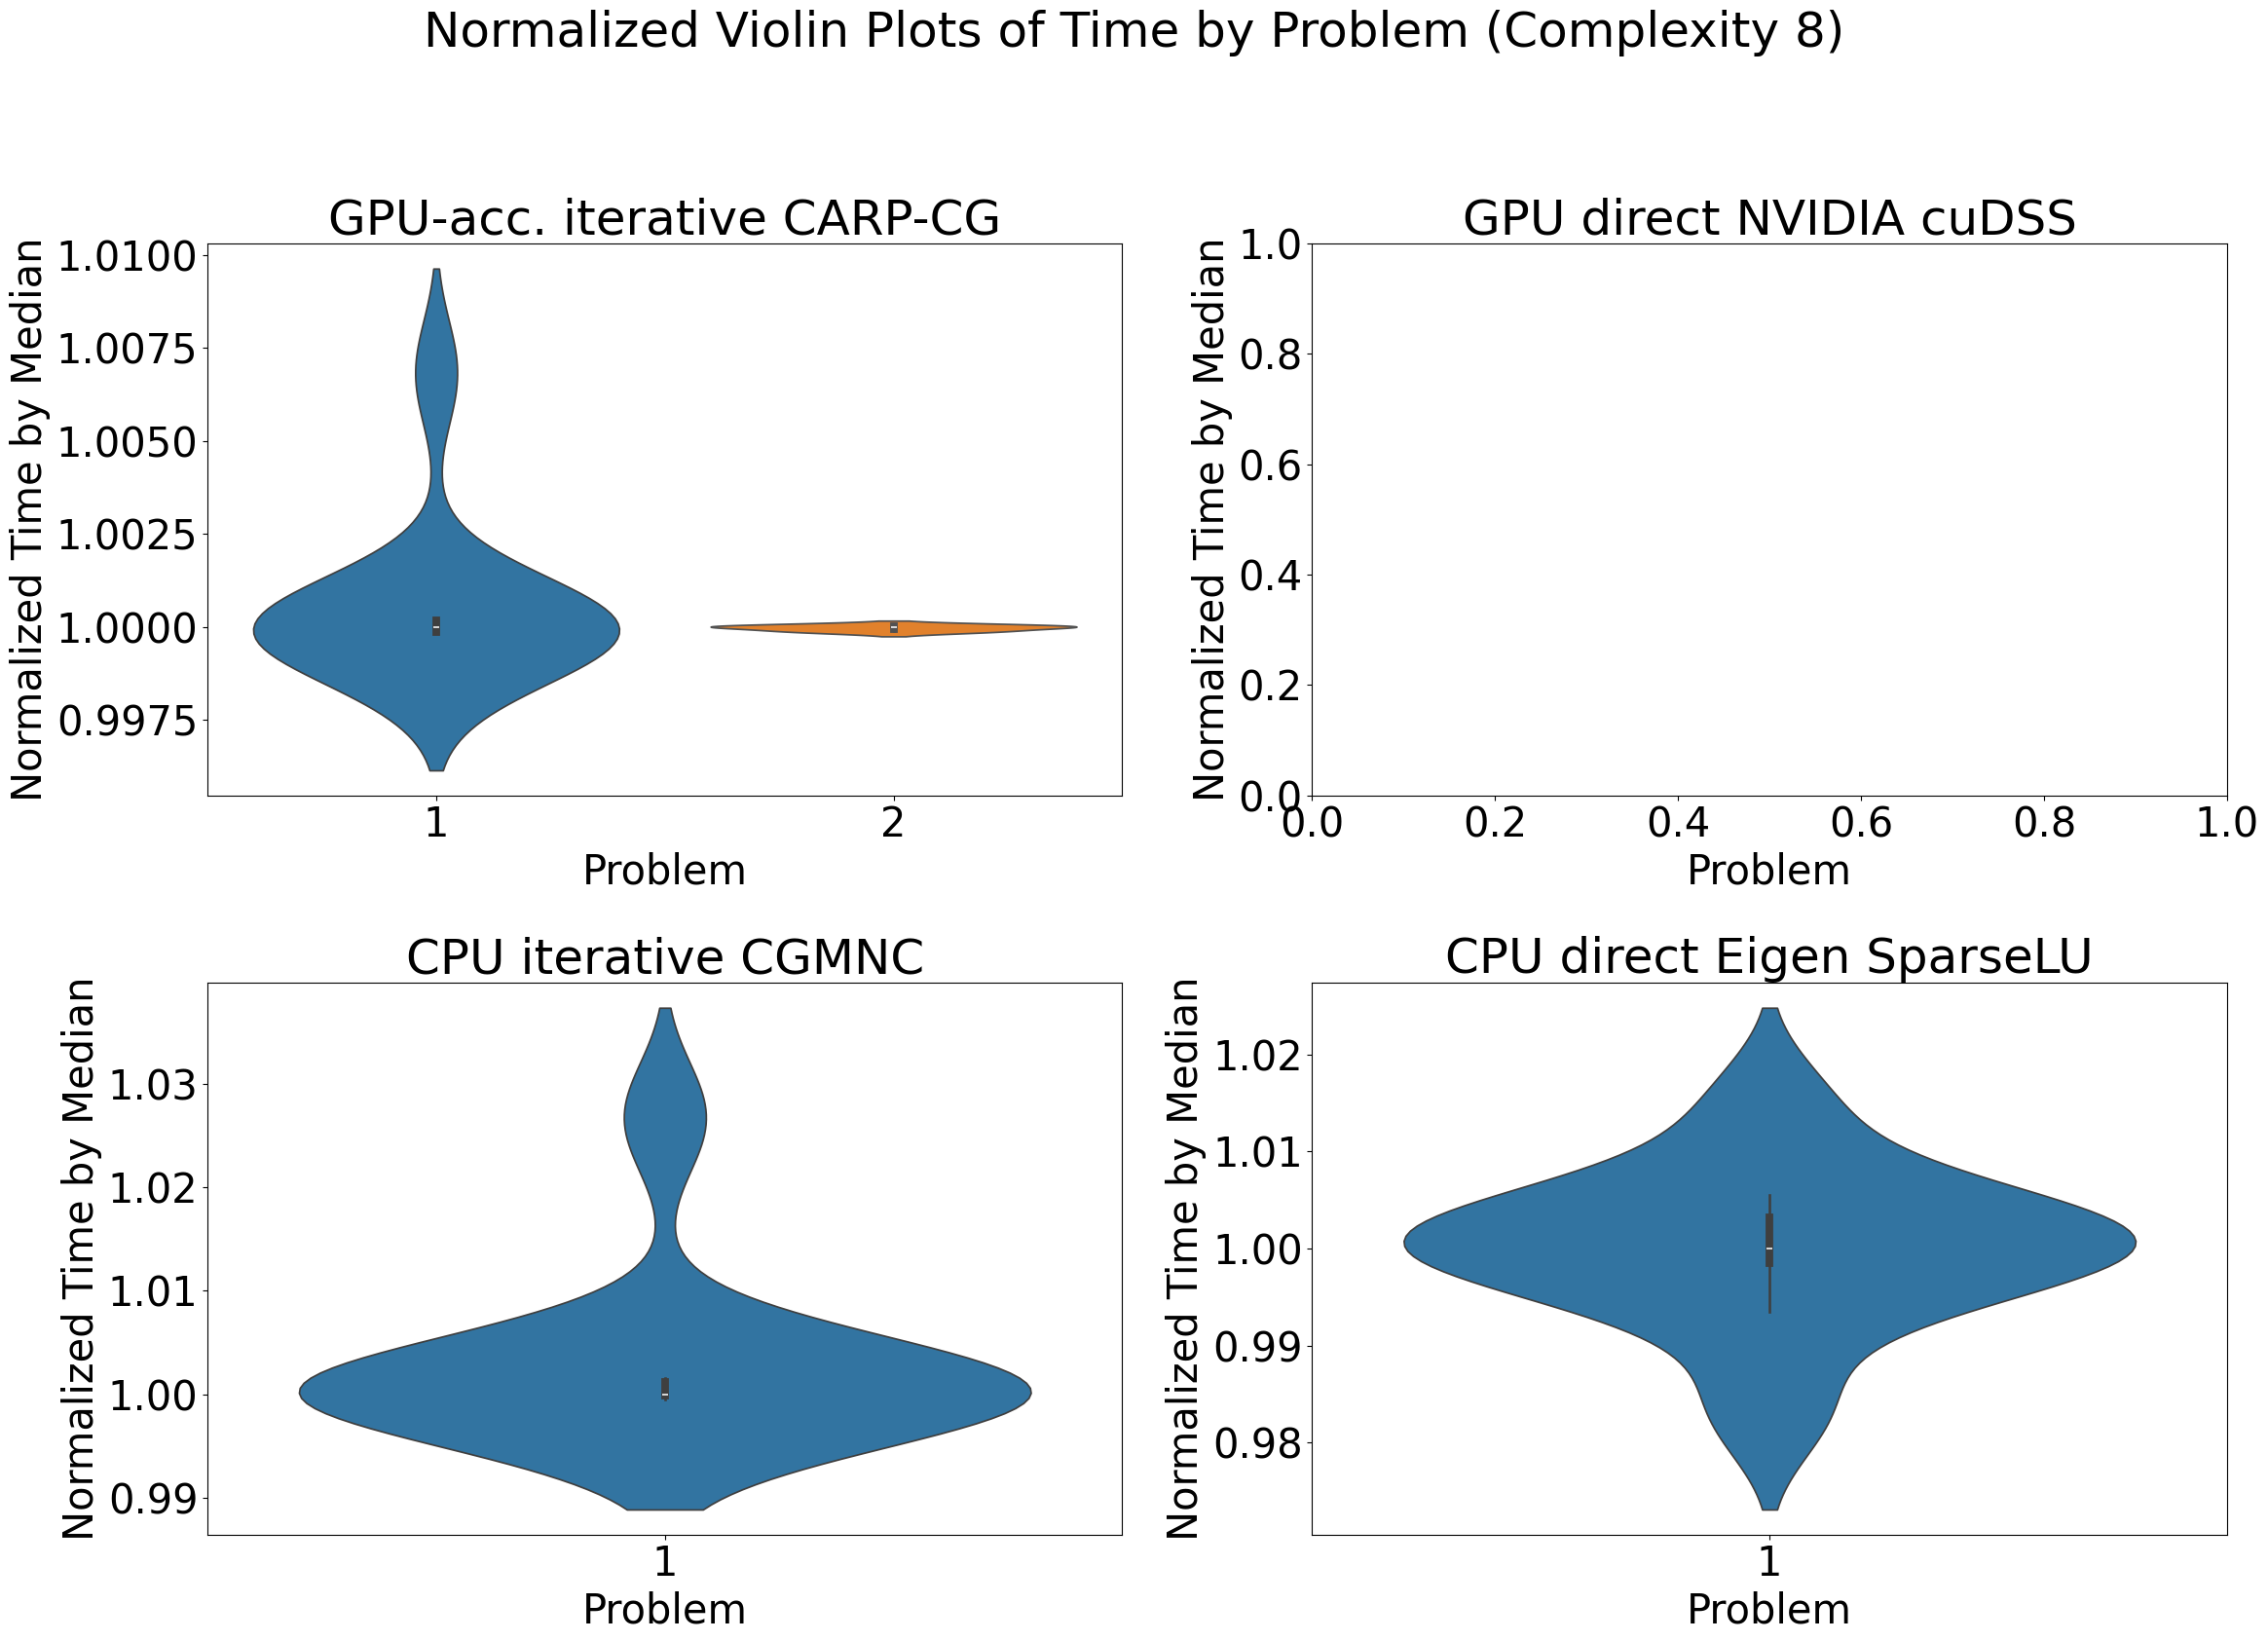 Normalized Violin Plots of Time by Problem (Complexity 8)
GPU-acc. iterative CARP-CG
Normalized Time by Median
1.0100
1.0075
1.0050
1.0025
1.0000
0.9975
1 2
Problem
GPU direct NVIDIA cuDSS
Normalized Time by Median
1.0
0.8
0.6
0.4
0.2
0.0
0.0 0.2 0.4 0.6 0.8 1.0
Problem
CPU iterative CGMNC
Normalized Time by Median
1.03
1.02
1.01
1.00
0.99
1
Problem
CPU direct Eigen SparseLU
Normalized Time by Median
1.02
1.01
1.00
0.99
0.98
1
Problem